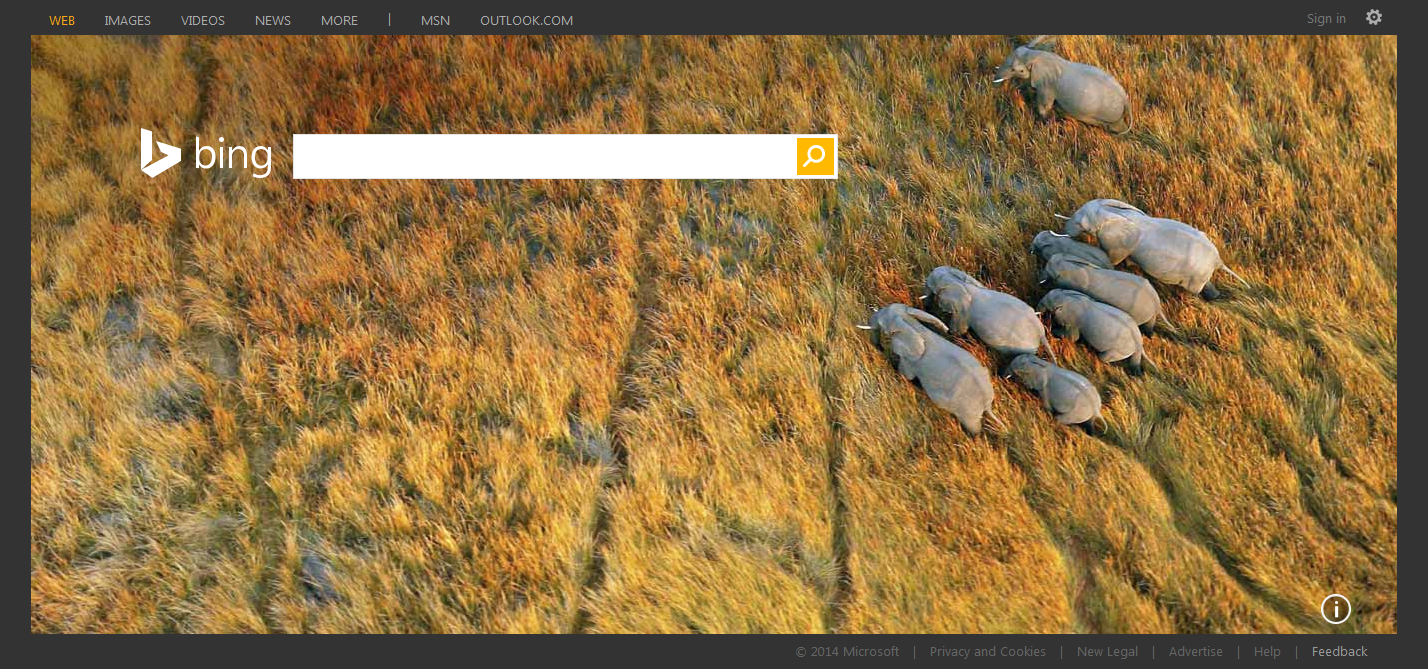 WEB IMAGES VIDEOS NEWS MORE | MSN OUTLOOK.COM Sign in
bing
© 2014 Microsoft | Privacy and Cookies | New Legal | Advertise | Help | Feedback